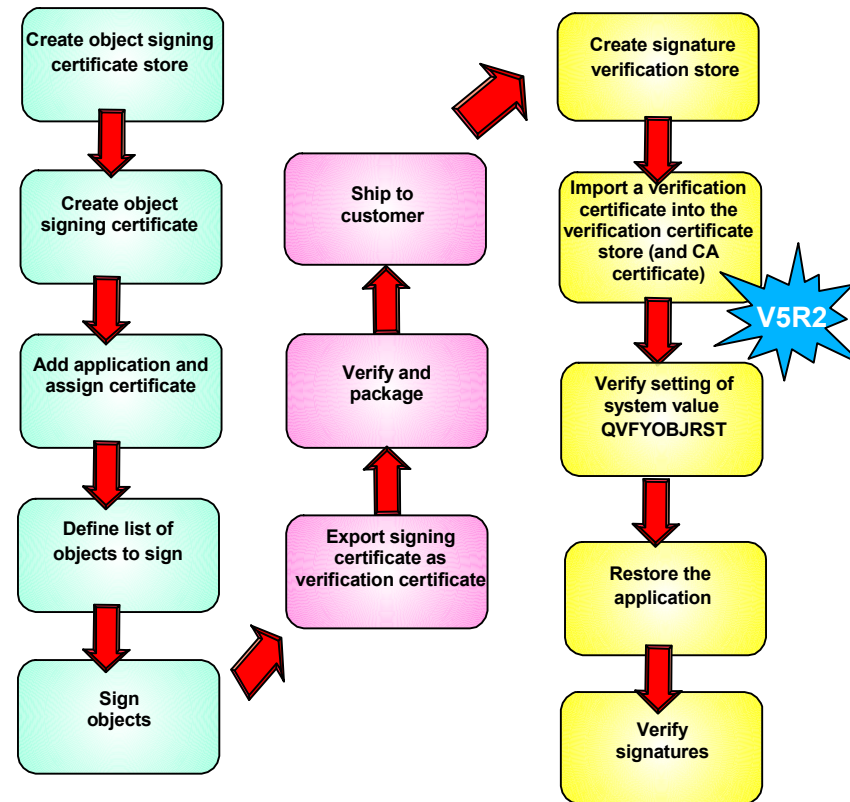 Create object signing
certificate store
Create object
signing certificate
Add application and
assign certificate
Define list of
objects to sign
Sign
objects
Export signing
certificate as
verification certificate
Verify and
package
Ship to
customer
Create signature
verification store
Import a verification
certificate into the
verification certificate
store (and CA
certificate)
V5R2
Verify setting of
system value
QVFYOBJRST
Restore the
application
Verify
signatures